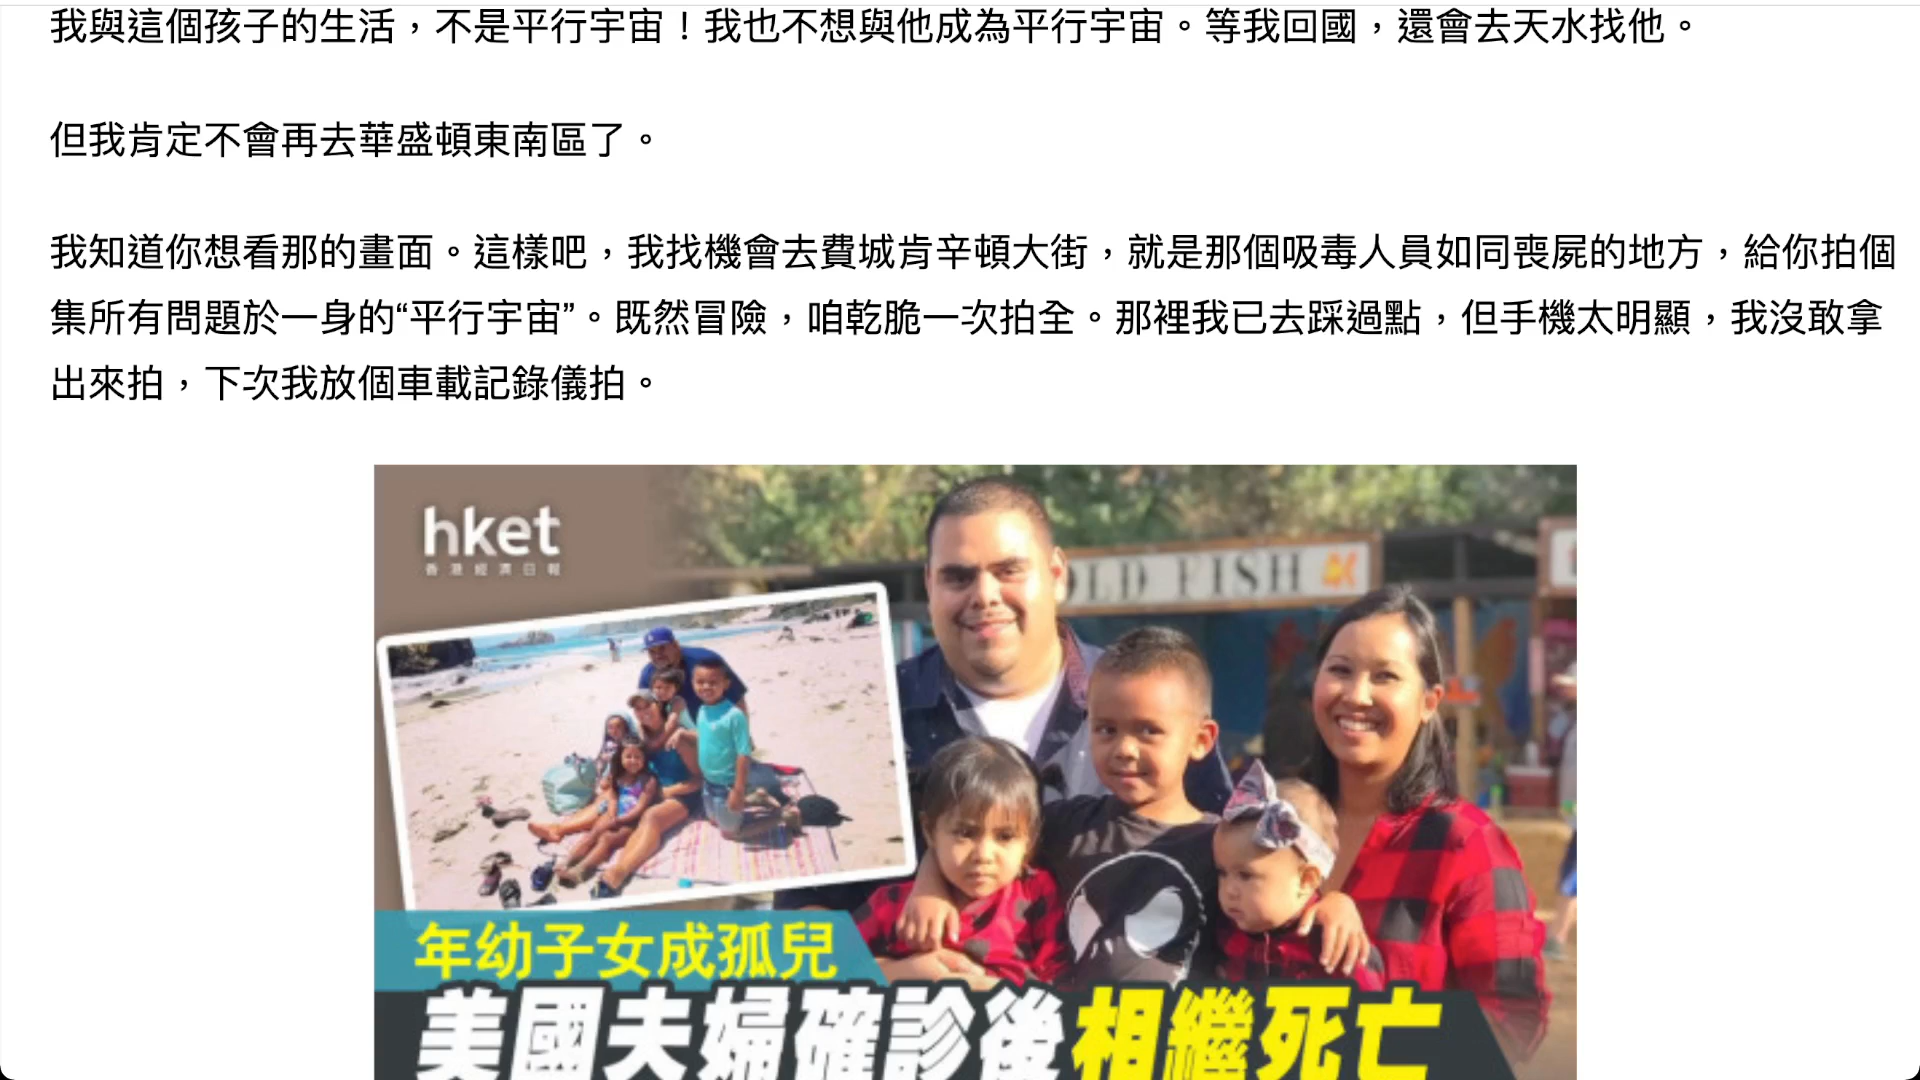 我與這個孩子的生活，不是平行宇宙！我也不想與他成為平行宇宙。等我回國，還會去天水找他。
但我肯定不會再去華盛頓東南區了。
我知道你想看那的畫面。這樣吧，我找機會去費城肯辛頓大街，就是那個吸毒人員如同喪屍的地方，給你拍個
集所有問題於一身的“平行宇宙”。既然冒險，咱乾脆一次拍全。那裡我已去踩過點，但手機太明顯，我沒敢拿
出來拍，下次我放個車載記錄儀拍。
hket
香港經濟日報
OLD FISH
年幼子女成孤兒
美國夫婦確診後相繼死亡